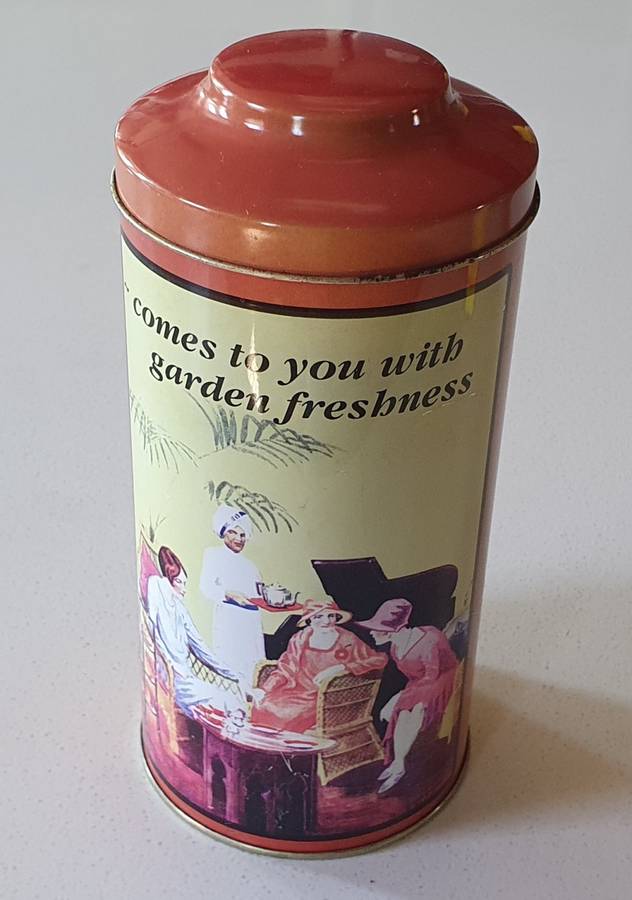 comes to you with
garden freshness